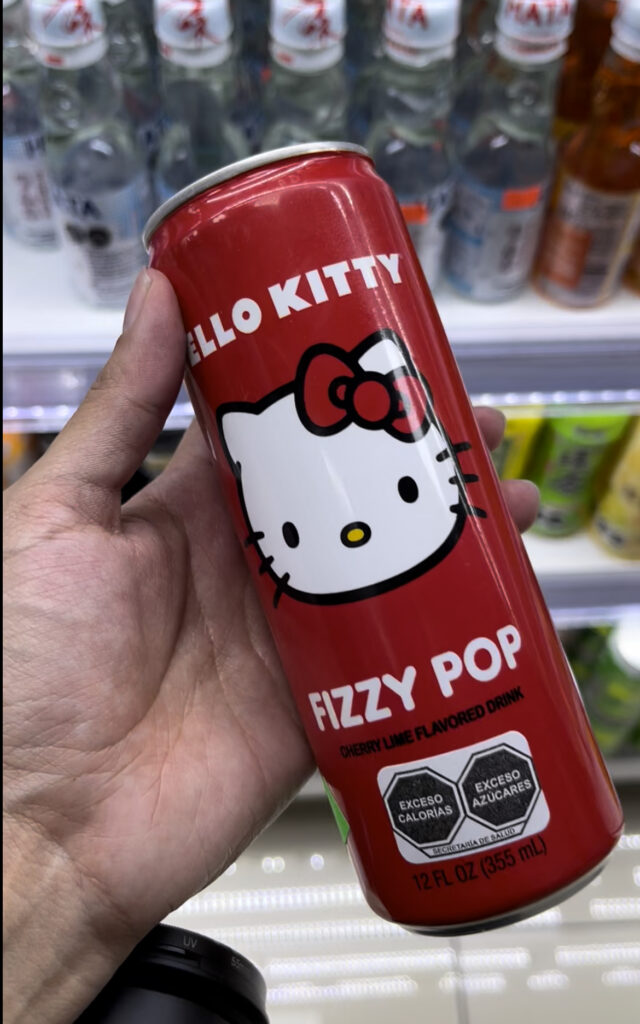 ELLO KITTY
FIZZY POP
CHERRY LIME FLAVORED DRINK
EXCESO CALORÍAS
EXCESO AZÚCARES
SECRETARÍA DE SALUD
12 FL OZ (355 mL)
UV